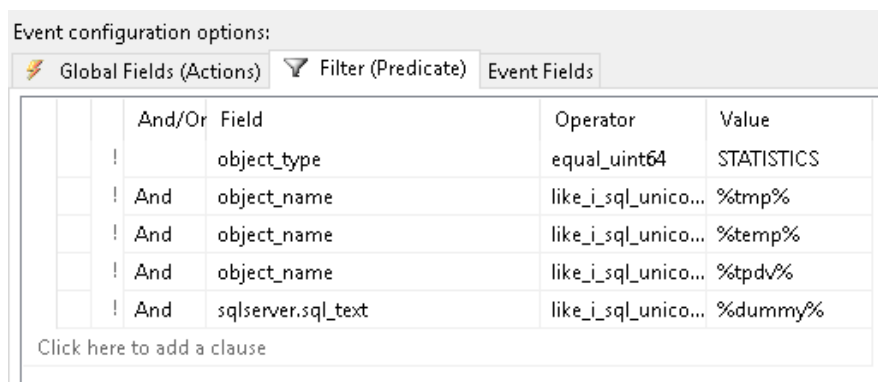 Event configuration options:
Global Fields (Actions) Filter (Predicate) Event Fields
And/Or Field Operator Value
! object_type equal_uint64 STATISTICS
! And object_name like_i_sql_unico... %tmp%
! And object_name like_i_sql_unico... %temp%
! And object_name like_i_sql_unico... %tpdv%
! And sqlserver.sql_text like_i_sql_unico... %dummy%
Click here to add a clause